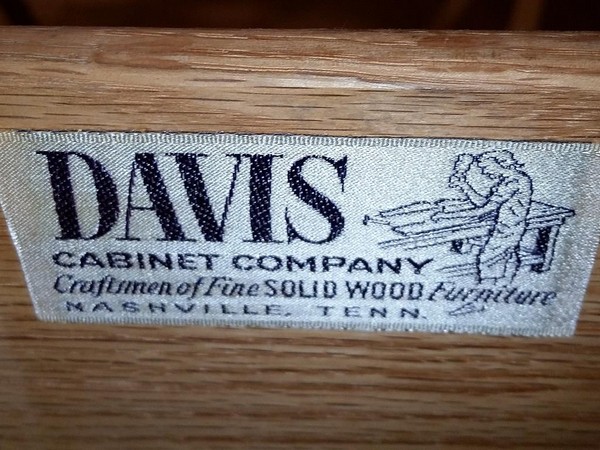 DAVIS
CABINET COMPANY
Craftsmen of Fine SOLID WOOD Furniture
NASHVILLE, TENN.